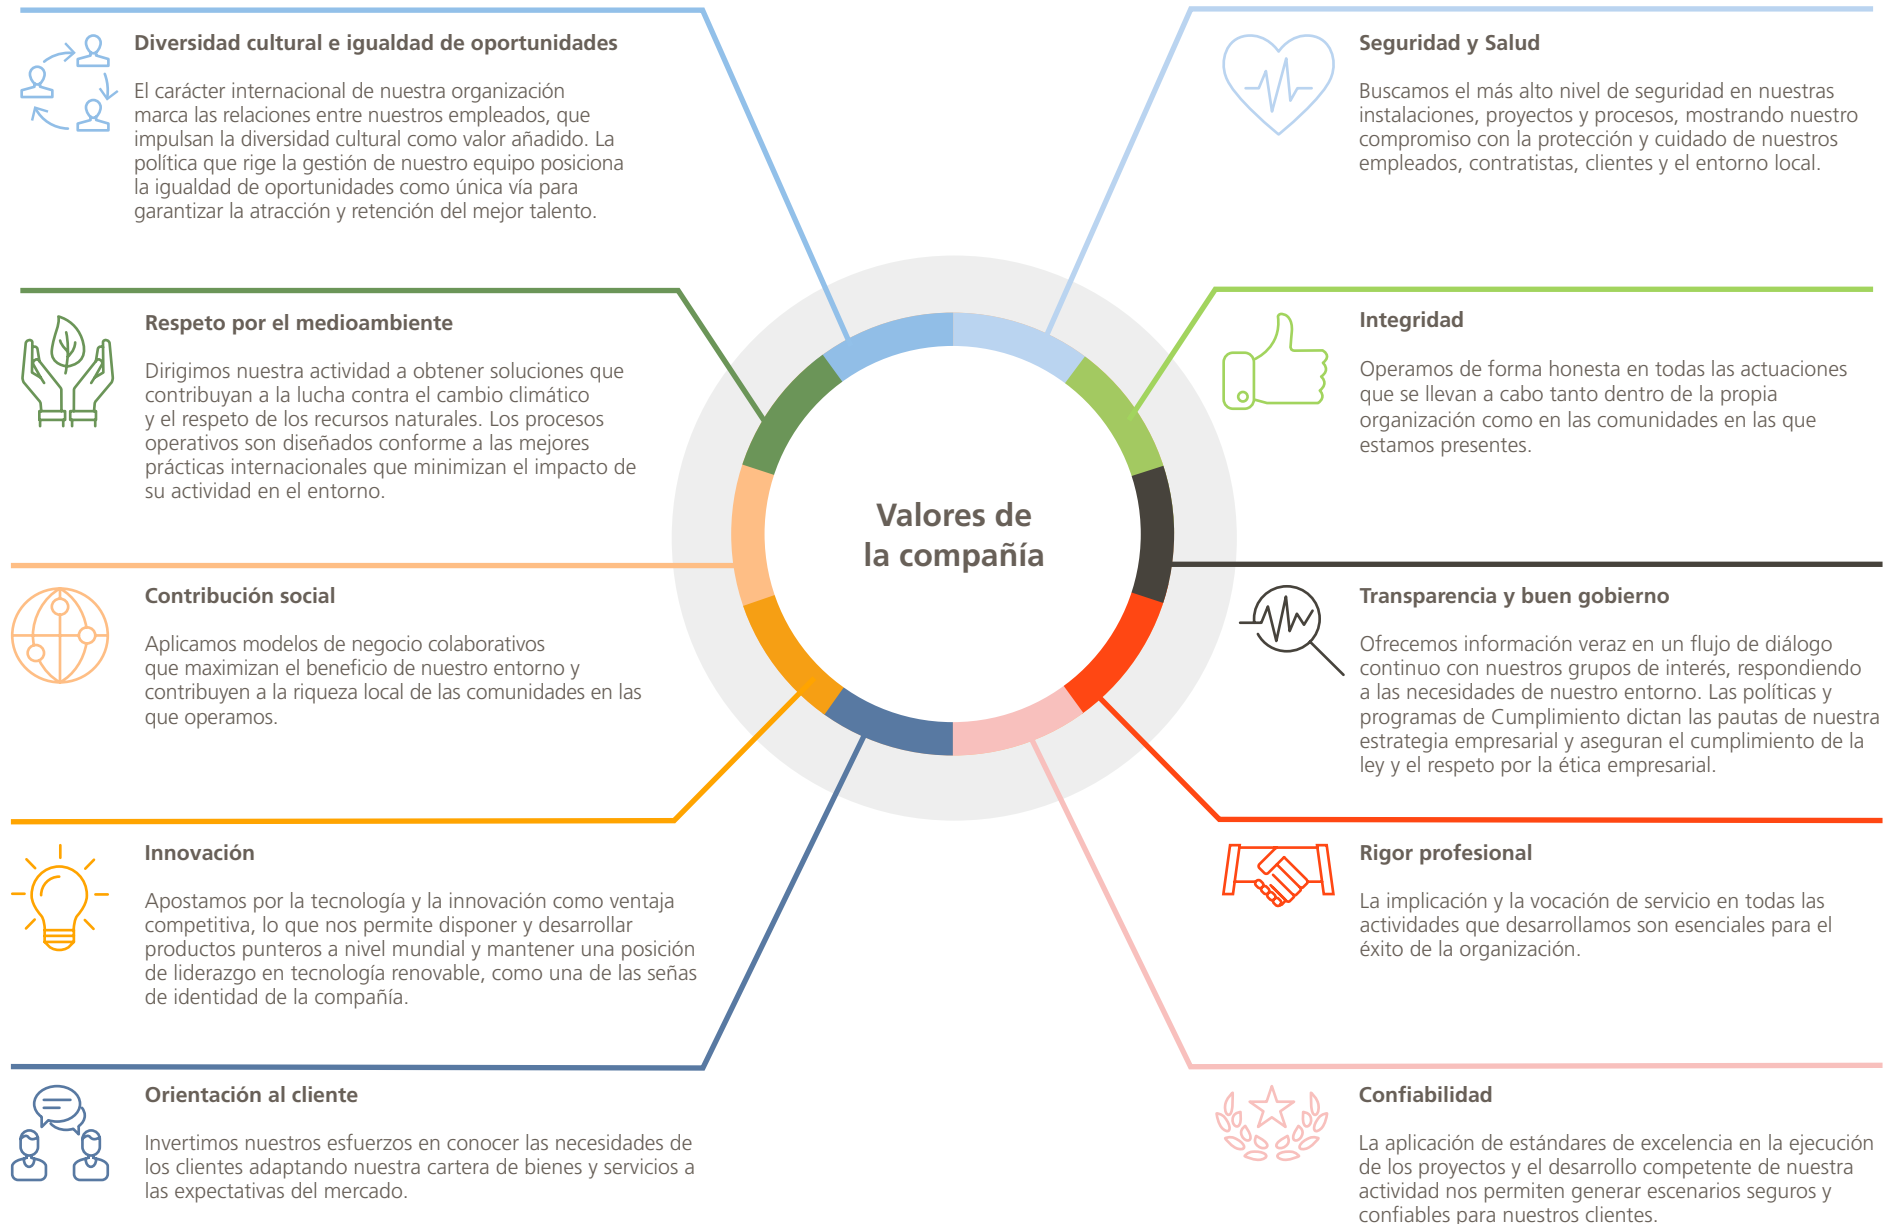 Diversidad cultural e igualdad de oportunidades
El carácter internacional de nuestra organización
marca las relaciones entre nuestros empleados, que
impulsan la diversidad cultural como valor añadido. La
política que rige la gestión de nuestro equipo posiciona
la igualdad de oportunidades como única vía para
garantizar la atracción y retención del mejor talento.
Respeto por el medioambiente
Dirigimos nuestra actividad a obtener soluciones que
contribuyan a la lucha contra el cambio climático
y el respeto de los recursos naturales. Los procesos
operativos son diseñados conforme a las mejores
prácticas internacionales que minimizan el impacto de
su actividad en el entorno.
Contribución social
Aplicamos modelos de negocio colaborativos
que maximizan el beneficio de nuestro entorno y
contribuyen a la riqueza local de las comunidades en las
que operamos.
Innovación
Apostamos por la tecnología y la innovación como ventaja
competitiva, lo que nos permite disponer y desarrollar
productos punteros a nivel mundial y mantener una posición
de liderazgo en tecnología renovable, como una de las señas
de identidad de la compañía.
Orientación al cliente
Invertimos nuestros esfuerzos en conocer las necesidades de
los clientes adaptando nuestra cartera de bienes y servicios a
las expectativas del mercado.
Valores de
la compañía
Seguridad y Salud
Buscamos el más alto nivel de seguridad en nuestras
instalaciones, proyectos y procesos, mostrando nuestro
compromiso con la protección y cuidado de nuestros
empleados, contratistas, clientes y el entorno local.
Integridad
Operamos de forma honesta en todas las actuaciones
que se llevan a cabo tanto dentro de la propia
organización como en las comunidades en las que
estamos presentes.
Transparencia y buen gobierno
Ofrecemos información veraz en un flujo de diálogo
continuo con nuestros grupos de interés, respondiendo
a las necesidades de nuestro entorno. Las políticas y
programas de Cumplimiento dictan las pautas de nuestra
estrategia empresarial y aseguran el cumplimiento de la
ley y el respeto por la ética empresarial.
Rigor profesional
La implicación y la vocación de servicio en todas las
actividades que desarrollamos son esenciales para el
éxito de la organización.
Confiabilidad
La aplicación de estándares de excelencia en la ejecución
de los proyectos y el desarrollo competente de nuestra
actividad nos permiten generar escenarios seguros y
confiables para nuestros clientes.